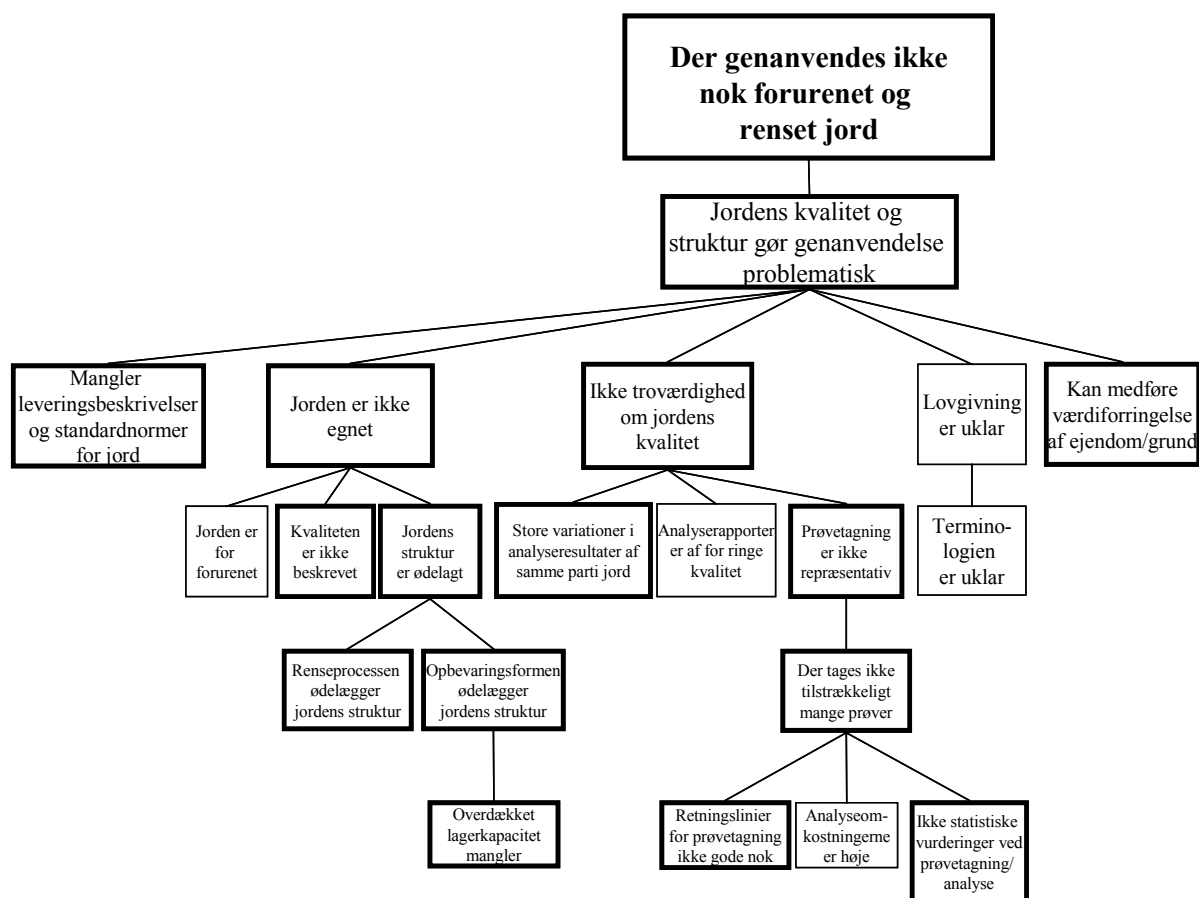 Der genanvendes ikke
nok forurenet og
renset jord
Jordens kvalitet og
struktur gør genanvendelse
problematisk
Mangler
leveringsbeskrivelser
og standardnormer
for jord
Jorden er ikke
egnet
Ikke troværdighed
om jordens
kvalitet
Lovgivning
er uklar
Kan medføre
værdiforringelse
af ejendom/grund
Jorden er
for
forurenet
Kvaliteten
er ikke
beskrevet
Jordens
struktur
er ødelagt
Store variationer i
analyseresultater af
samme parti jord
Analyserapporter
er af for ringe
kvalitet
Prøvetagning
er ikke
repræsentativ
Termino-
logien
er uklar
Renseprocessen
ødelægger
jordens struktur
Opbevaringsformen
ødelægger
jordens struktur
Der tages ikke
tilstrækkeligt
mange prøver
Overdækket
lagerkapacitet
mangler
Retningslinier
for prøvetagning
ikke gode nok
Analyseom-
kostningerne
er høje
Ikke statistiske
vurderinger ved
prøvetagning/
analyse